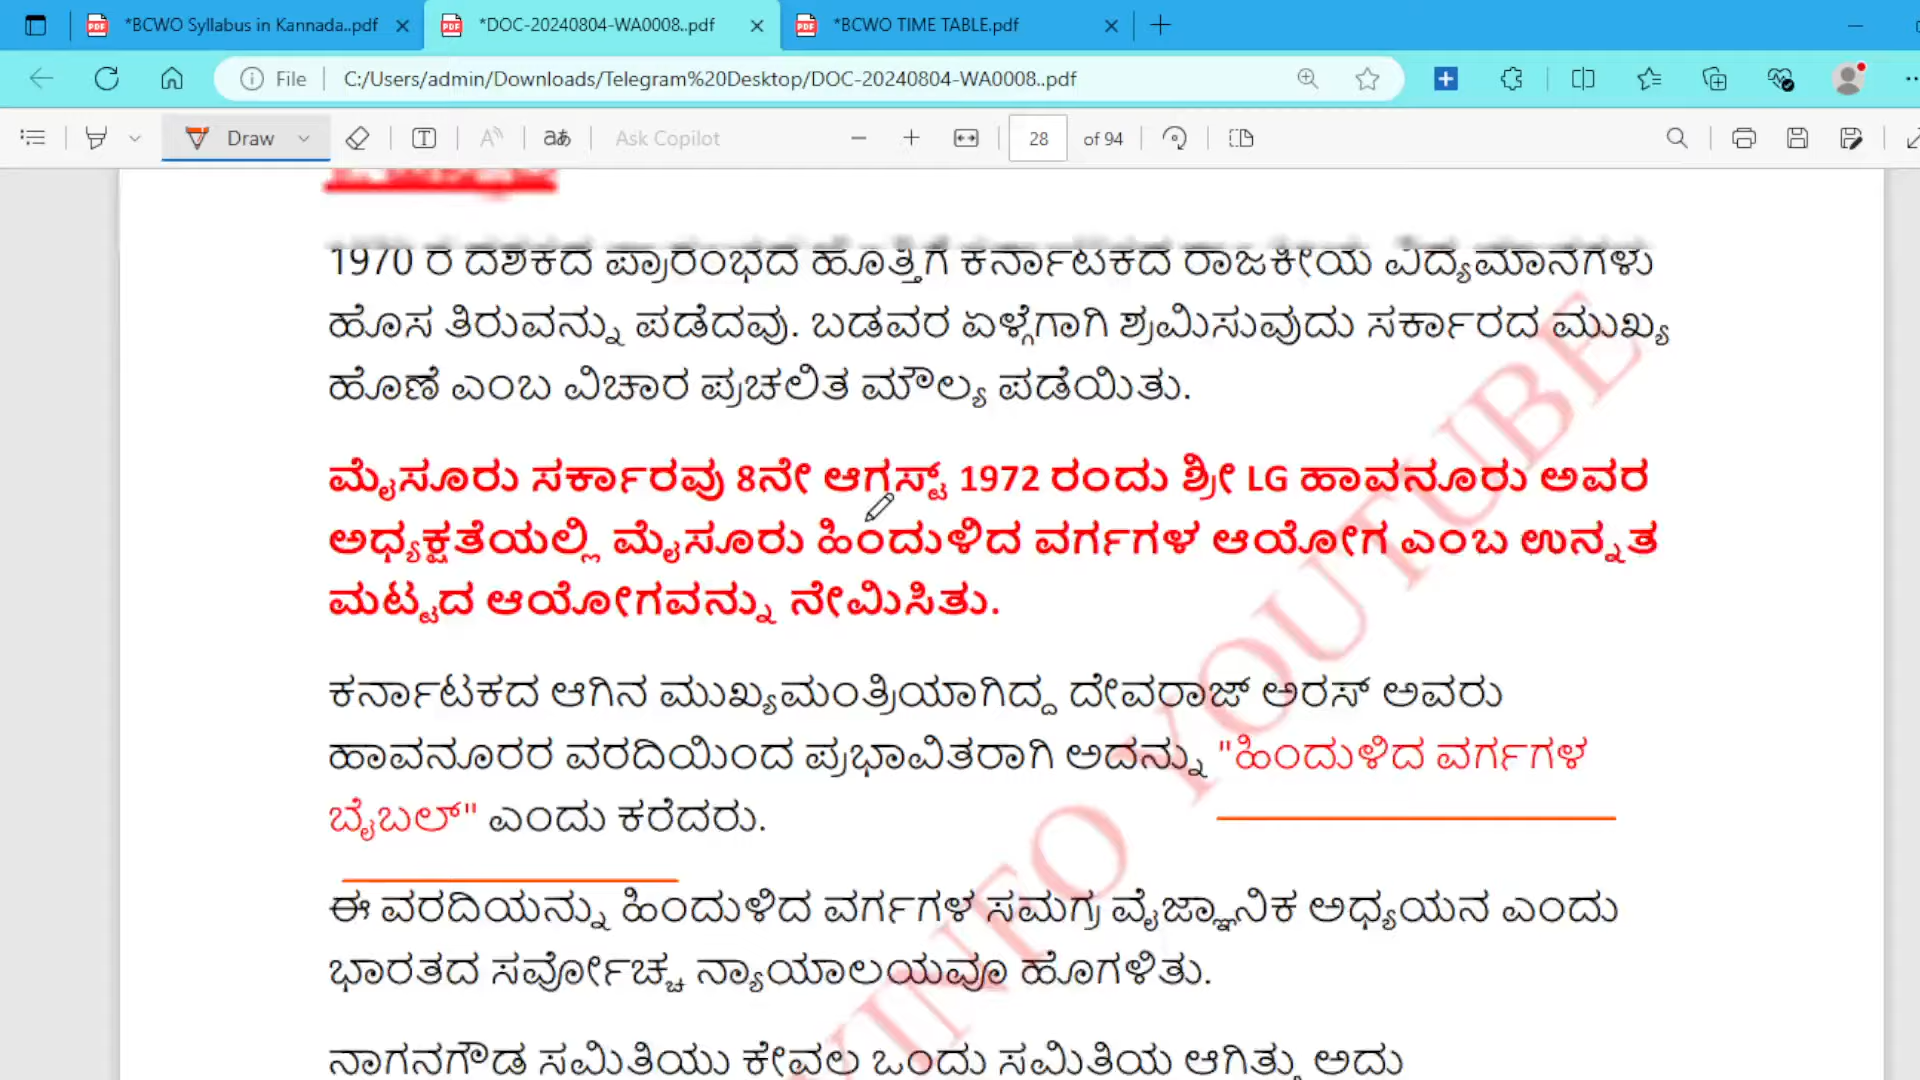 *BCWO Syllabus in Kannada..pdf
*DOC-20240804-WA0008..pdf
*BCWO TIME TABLE.pdf
File C:/Users/admin/Downloads/Telegram%20Desktop/DOC-20240804-WA0008..pdf
Draw
aあ
Ask Copilot
28 of 94
1970 ರ ದಶಕದ ಪ್ರಾರಂಭದ ಹೊತ್ತಿಗೆ ಕರ್ನಾಟಕದ ರಾಜಕೀಯ ವಿದ್ಯಮಾನಗಳು
ಹೊಸ ತಿರುವನ್ನು ಪಡೆದವು. ಬಡವರ ಏಳ್ಗೆಗಾಗಿ ಶ್ರಮಿಸುವುದು ಸರ್ಕಾರದ ಮುಖ್ಯ
ಹೊಣೆ ಎಂಬ ವಿಚಾರ ಪ್ರಚಲಿತ ಮೌಲ್ಯ ಪಡೆಯಿತು.
ಮೈಸೂರು ಸರ್ಕಾರವು 8ನೇ ಆಗಸ್ಟ್ 1972 ರಂದು ಶ್ರೀ LG ಹಾವನೂರು ಅವರ
ಅಧ್ಯಕ್ಷತೆಯಲ್ಲಿ ಮೈಸೂರು ಹಿಂದುಳಿದ ವರ್ಗಗಳ ಆಯೋಗ ಎಂಬ ಉನ್ನತ
ಮಟ್ಟದ ಆಯೋಗವನ್ನು ನೇಮಿಸಿತು.
ಕರ್ನಾಟಕದ ಆಗಿನ ಮುಖ್ಯಮಂತ್ರಿಯಾಗಿದ್ದ ದೇವರಾಜ್ ಅರಸ್ ಅವರು
ಹಾವನೂರರ ವರದಿಯಿಂದ ಪ್ರಭಾವಿತರಾಗಿ ಅದನ್ನು "ಹಿಂದುಳಿದ ವರ್ಗಗಳ
ಬೈಬಲ್" ಎಂದು ಕರೆದರು.
ಈ ವರದಿಯನ್ನು ಹಿಂದುಳಿದ ವರ್ಗಗಳ ಸಮಗ್ರ ವೈಜ್ಞಾನಿಕ ಅಧ್ಯಯನ ಎಂದು
ಭಾರತದ ಸರ್ವೋಚ್ಚ ನ್ಯಾಯಾಲಯವೂ ಹೊಗಳಿತು.
ನಾಗನಗೌಡ ಸಮಿತಿಯು ಕೇವಲ ಒಂದು ಸಮಿತಿಯ ಆಗಿತ್ತು ಅದು
INFO YOUTUBE